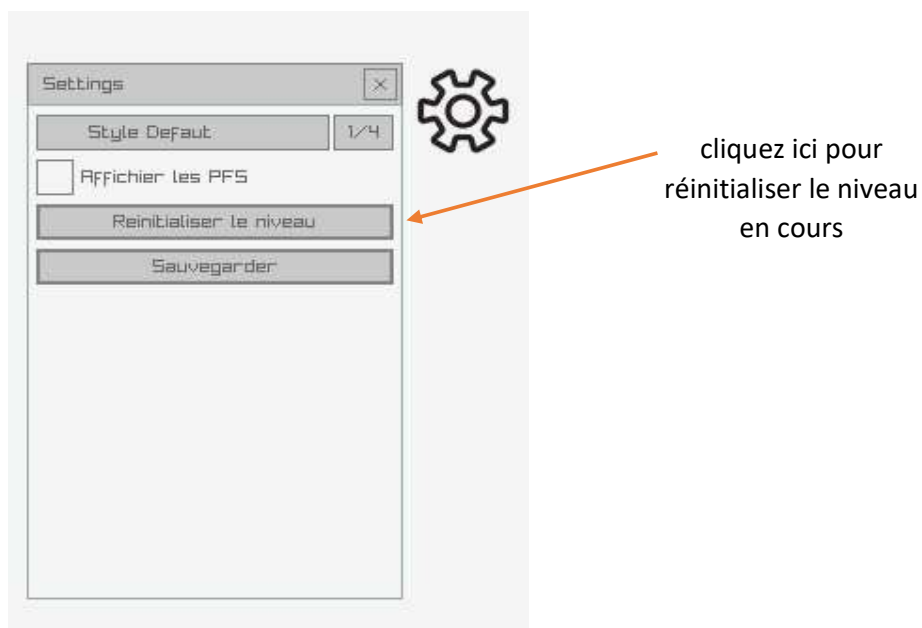 Settings
Style Defaut 1/4
Affichier les PFS
Reinitialiser le niveau
Sauvegarder
cliquez ici pour
réinitialiser le niveau
en cours